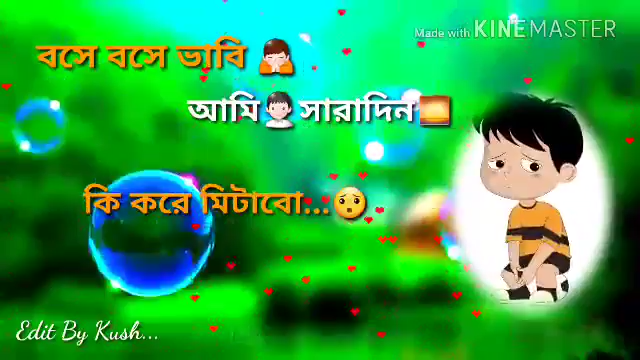 Made with KINEMASTER
বসে বসে ভাবি
আমি সারাদিন
কি করে মিটাবো...
Edit By Kush...